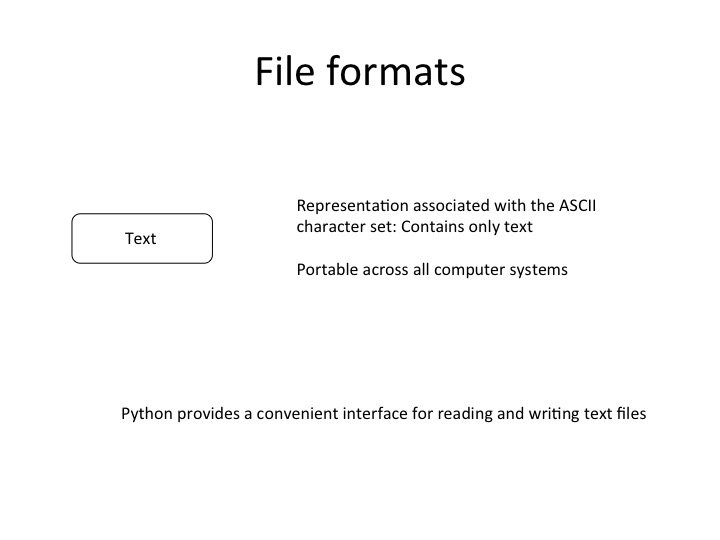 File formats
Text
Representation associated with the ASCII
character set: Contains only text
Portable across all computer systems
Python provides a convenient interface for reading and writing text files